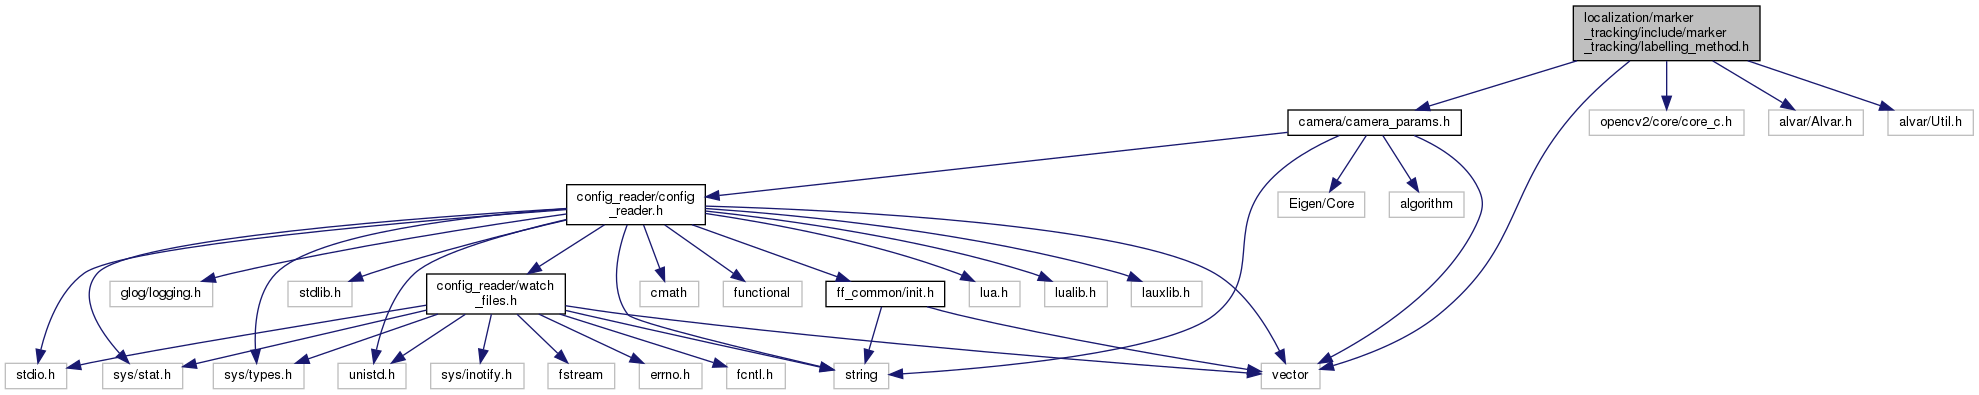 localization/marker
_tracking/include/marker
_tracking/labelling_method.h
camera/camera_params.h
opencv2/core/core_c.h
alvar/Alvar.h
alvar/Util.h
config_reader/config
_reader.h
Eigen/Core
algorithm
glog/logging.h
stdlib.h
config_reader/watch
_files.h
cmath
functional
ff_common/init.h
lua.h
lualib.h
lauxlib.h
stdio.h
sys/stat.h
sys/types.h
unistd.h
sys/inotify.h
fstream
errno.h
fcntl.h
string
vector